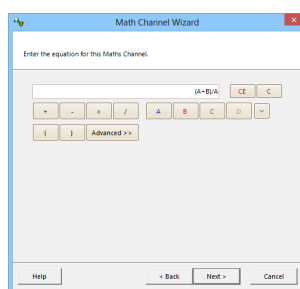 Math Channel Wizard
Enter the equation for this Maths Channel.
(A+B)/A CE C
+ - × / A B C D
( ) Advanced >>
Help < Back Next > Cancel